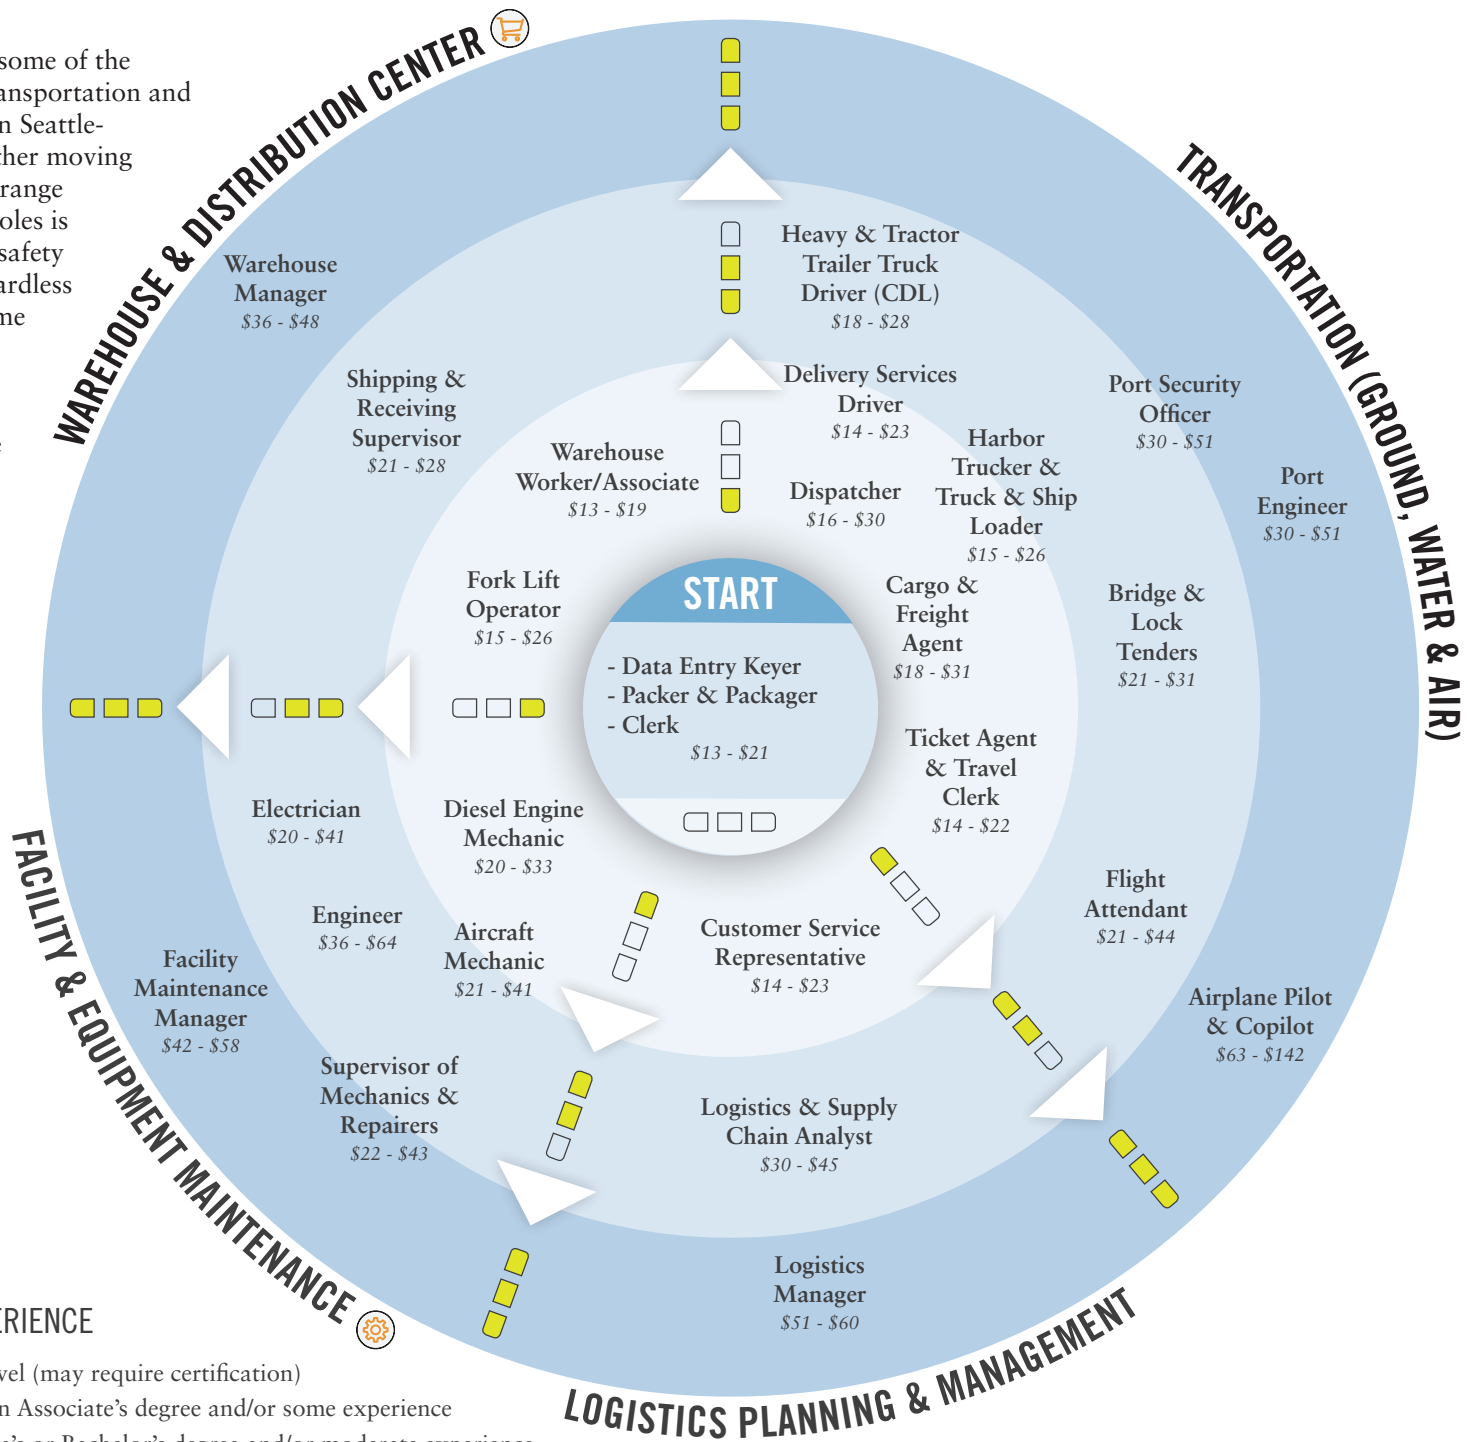 some of the
and
n Seattle-
moving
range
is
safety
WAREHOUSE & DISTRIBUTION CENTER
TRANSPORTATION (GROUND, WATER & AIR)
Warehouse
Manager
$36 - $48
Shipping &
Receiving
Supervisor
$21 - $28
Warehouse
Worker/Associate
$13 - $19
Fork Lift
Operator
$15 - $26
Heavy & Tractor
Trailer Truck
Driver (CDL)
$18 - $28
Delivery Services
Driver
$14 - $23
Dispatcher
$16 - $30
Harbor
Trucker &
Truck & Ship
Loader
$15 - $26
Port Security
Officer
$30 - $51
Port
Engineer
$30 - $51
Cargo &
Freight
Agent
$18 - $31
Bridge &
Lock
Tenders
$21 - $31
START
- Data Entry Keyer
- Packer & Packager
- Clerk
$13 - $21
Ticket Agent
& Travel
Clerk
$14 - $22
Flight
Attendant
$21 - $44
Airplane Pilot
& Copilot
$63 - $142
Electrician
$20 - $41
Diesel Engine
Mechanic
$20 - $33
Engineer
$36 - $64
Aircraft
Mechanic
$21 - $41
Facility
Maintenance
Manager
$42 - $58
Supervisor of
Mechanics &
Repairers
$22 - $43
Customer Service
Representative
$14 - $23
Logistics & Supply
Chain Analyst
$30 - $45
Logistics
Manager
$51 - $60
FACILITY & EQUIPMENT MAINTENANCE
LOGISTICS PLANNING & MANAGEMENT
ERIENCE
vel (may require certification)
n Associate's degree and/or some experience
or Bachelor's degree and/or moderate experience